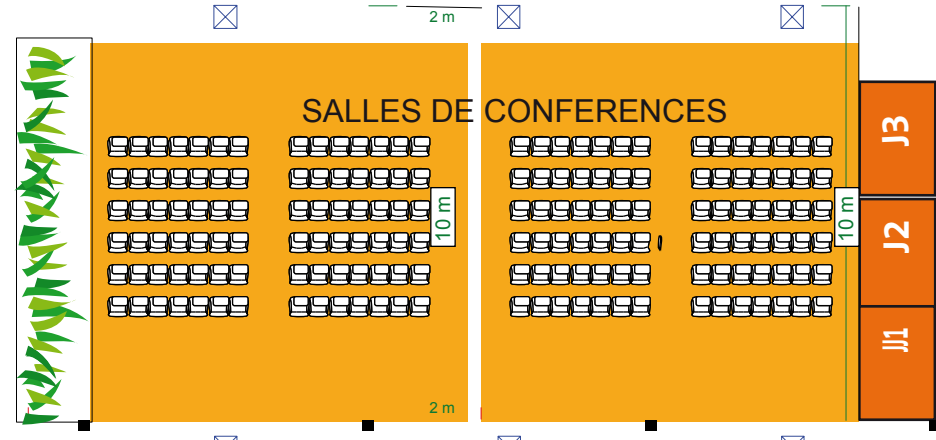 2 m
SALLES DE CONFERENCES
J3
10 m
10 m
J2
JJ1
2 m